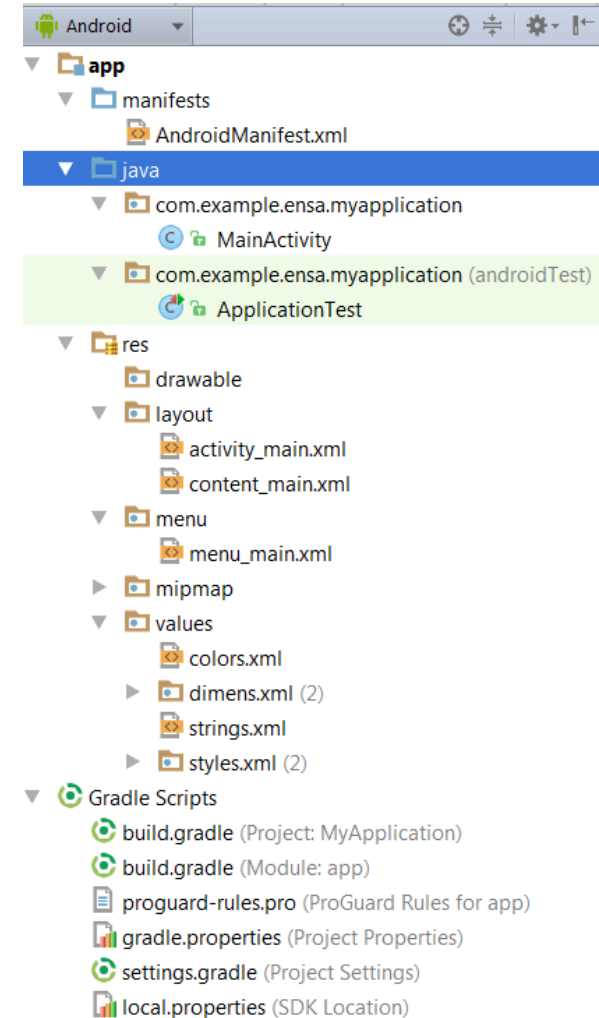 Android
app
manifests
AndroidManifest.xml
java
com.example.ensa.myapplication
MainActivity
com.example.ensa.myapplication (androidTest)
ApplicationTest
res
drawable
layout
activity_main.xml
content_main.xml
menu
menu_main.xml
mipmap
values
colors.xml
dimens.xml (2)
strings.xml
styles.xml (2)
Gradle Scripts
build.gradle (Project: MyApplication)
build.gradle (Module: app)
proguard-rules.pro (ProGuard Rules for app)
gradle.properties (Project Properties)
settings.gradle (Project Settings)
local.properties (SDK Location)